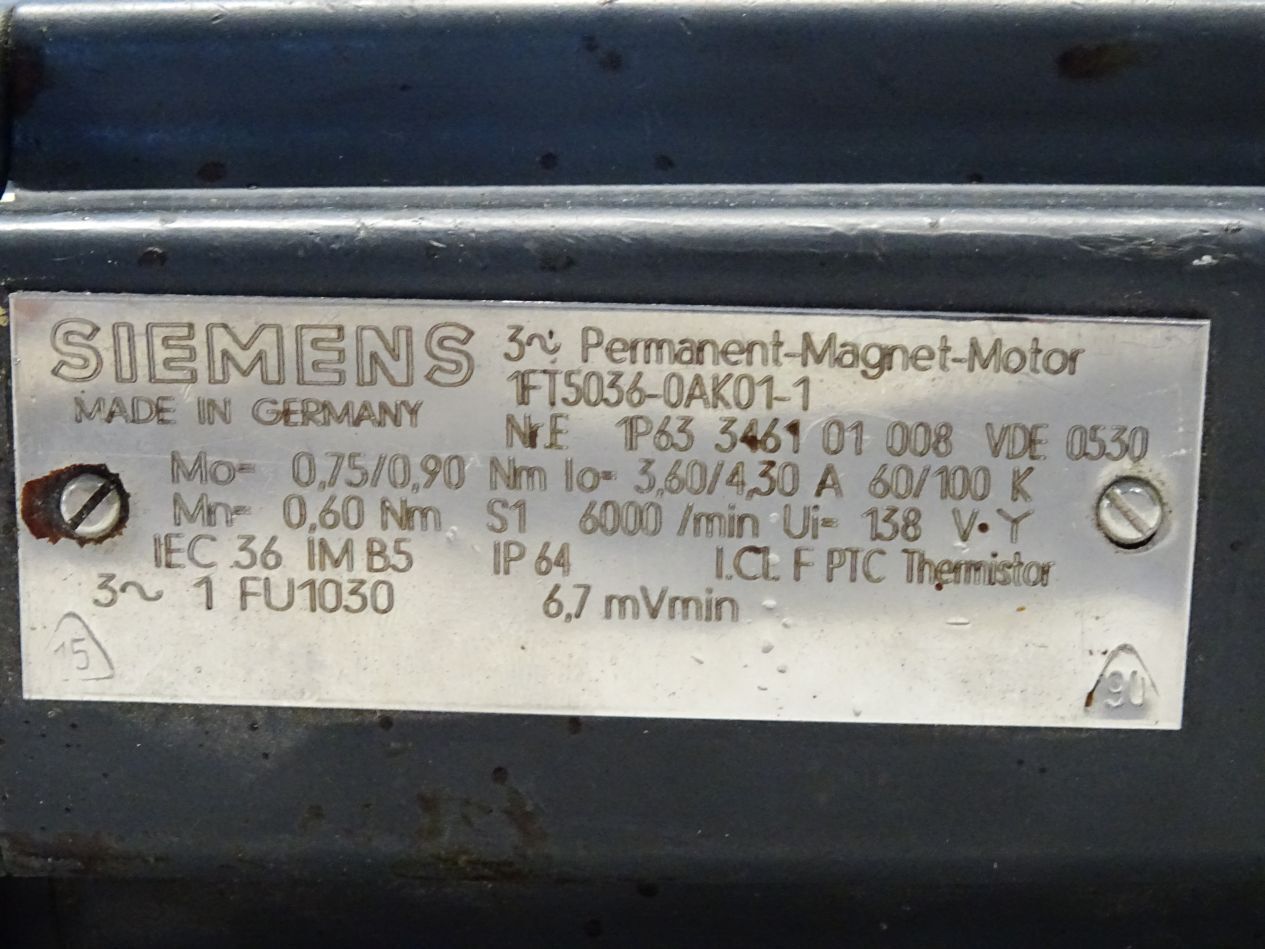 SIEMENS 3~ Permanent-Magnet-Motor
1FT5036-0AK01-1
MADE IN GERMANY
Nr.E 1P63 3461 01 008 VDE 0530
Mo= 0,75/0,90 Nm Io= 3,60/4,30 A 60/100 K
Mn= 0,60 Nm S1 6000 /min Ui= 138 V • Y
IEC 36 IM B5 IP 64 I.CL F PTC Thermistor
3~ 1 FU1030 6,7 mVmin
15
90